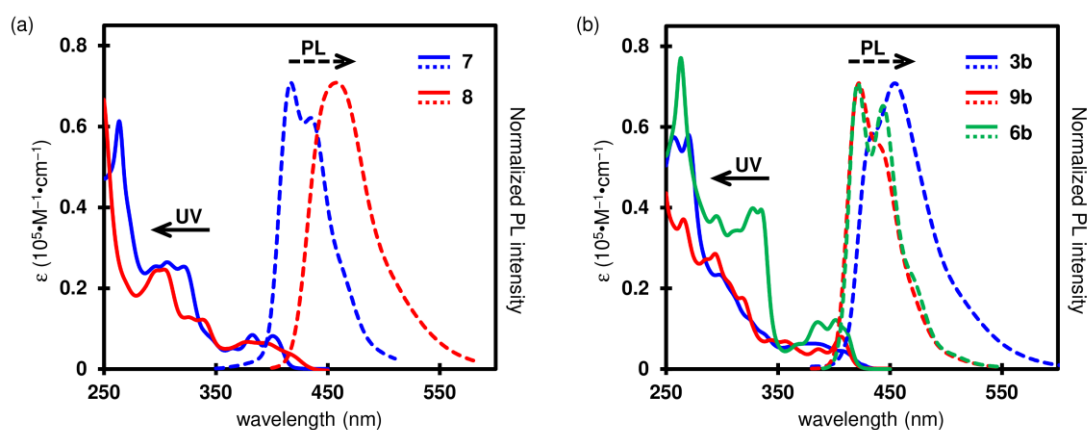 (a)
0.8
0.6
0.4
0.2
0
ε (10⁵•M⁻¹•cm⁻¹)
PL
UV
7
8
250
350
450
550
wavelength (nm)
Normalized PL intensity
(b)
0.8
0.6
0.4
0.2
0
ε (10⁵•M⁻¹•cm⁻¹)
PL
UV
3b
9b
6b
250
350
450
550
wavelength (nm)
Normalized PL intensity